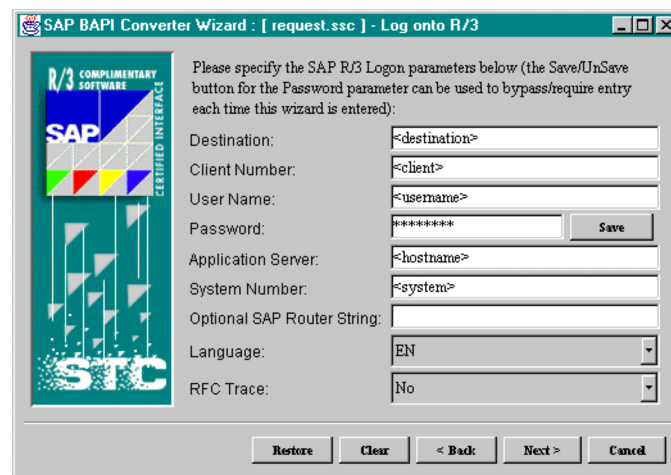 SAP BAPI Converter Wizard : [ request.ssc ] - Log onto R/3
R/3 COMPLIMENTARY SOFTWARE
SAP
CERTIFIED INTERFACE
STC
Please specify the SAP R/3 Logon parameters below (the Save/UnSave
button for the Password parameter can be used to bypass/require entry
each time this wizard is entered):
Destination: <destination>
Client Number: <client>
User Name: <username>
Password: ******** Save
Application Server: <hostname>
System Number: <system>
Optional SAP Router String:
Language: EN
RFC Trace: No
Restore Clear < Back Next > Cancel